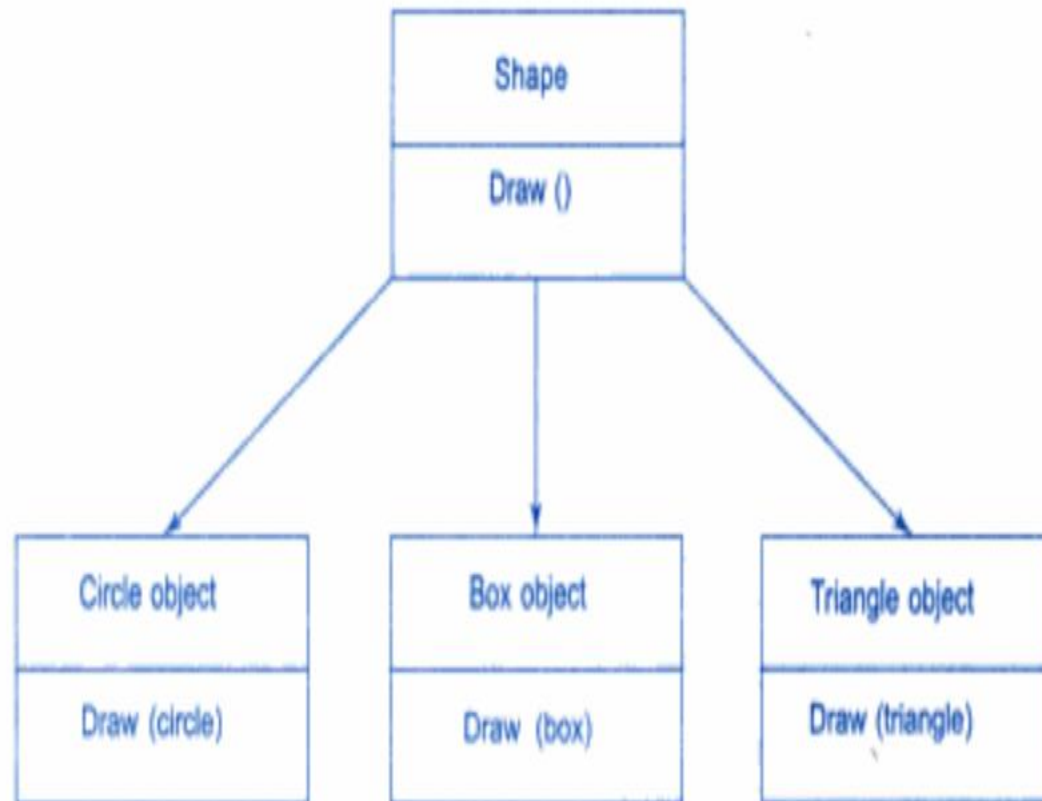 Shape
Draw ()
Circle object
Draw (circle)
Box object
Draw (box)
Triangle object
Draw (triangle)